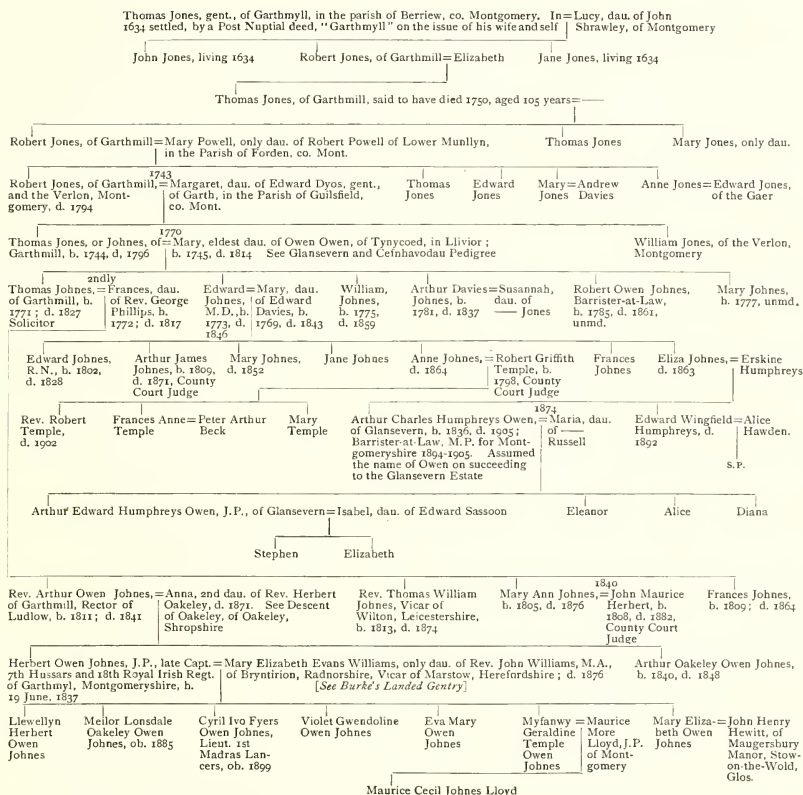 Thomas Jones, gent., of Garthmyll, in the parish of Berriew, co. Montgomery. In=Lucy, dau. of John
1634 settled, by a Post Nuptial deed, "Garthmyll" on the issue of his wife and self Shrawley, of Montgomery
John Jones, living 1634 Robert Jones, of Garthmill=Elizabeth Jane Jones, living 1634
Thomas Jones, of Garthmill, said to have died 1750, aged 105 years=——
Robert Jones, of Garthmill=Mary Powell, only dau. of Robert Powell of Lower Munllyn,
in the Parish of Forden, co. Mont.
Thomas Jones Mary Jones, only dau.
1743
Robert Jones, of Garthmill,=Margaret, dau. of Edward Dyos, gent.,
and the Verlon, Mont- of Garth, in the Parish of Guilsfield,
gomery, d. 1794 co. Mont.
Thomas
Jones
Edward
Jones
Mary=Andrew
Jones Davies
Anne Jones=Edward Jones,
of the Gaer
1770
Thomas Jones, or Johnes, of=Mary, eldest dau. of Owen Owen, of Tynycoed, in Llivior ;
Garthmill, b. 1744, d, 1796 b. 1745, d. 1814 See Glansevern and Cefnhavodau Pedigree
William Jones, of the Verlon,
Montgomery
2ndly
Thomas Johnes,=Frances, dau.
of Garthmill, b. of Rev. George
1771 ; d. 1827 Phillips, b.
Solicitor 1772 ; d. 1817
Edward=Mary, dau.
Johnes, of Edward
M.D., b. Davies, b.
1773, d. 1769, d. 1843
1846
William,
Johnes,
b. 1775,
d. 1859
Arthur Davies=Susannah,
Johnes, b. dau. of
1781, d. 1837 —— Jones
Robert Owen Johnes,
Barrister-at-Law,
b. 1785, d. 1861,
unmd.
Mary Johnes,
b. 1777, unmd.
Edward Johnes,
R.N., b. 1802,
d. 1828
Arthur James
Johnes, b. 1809,
d. 1871, County
Court Judge
Mary Johnes,
d. 1852
Jane Johnes
Anne Johnes,=Robert Griffith
d. 1864 Temple, b.
1798, County
Court Judge
Frances
Johnes
Eliza Johnes,=Erskine
d. 1863 Humphreys
Rev. Robert
Temple,
d. 1902
Frances Anne=Peter Arthur
Temple Beck
Mary
Temple
1874
Arthur Charles Humphreys Owen,=Maria, dau.
of Glansevern, b. 1836, d. 1905 ; of ——
Barrister-at-Law, M.P. for Mont- Russell
gomeryshire 1894-1905. Assumed
the name of Owen on succeeding
to the Glansevern Estate
Edward Wingfield=Alice
Humphreys, d. Hawden.
1892
S.P.
Arthur Edward Humphreys Owen, J.P., of Glansevern=Isabel, dau. of Edward Sassoon Eleanor Alice Diana
Stephen Elizabeth
Rev. Arthur Owen Johnes,=Anna, 2nd dau. of Rev. Herbert
of Garthmill, Rector of Oakeley, d. 1871. See Descent
Ludlow, b. 1811 ; d. 1841 of Oakeley, of Oakeley,
Shropshire
Rev. Thomas William
Johnes, Vicar of
Wilton, Leicestershire,
b. 1813, d. 1874
1840
Mary Ann Johnes,=John Maurice
b. 1805, d. 1876 Herbert, b.
1808, d. 1882,
County Court
Judge
Frances Johnes,
b. 1809 ; d. 1864
Herbert Owen Johnes, J.P., late Capt.=Mary Elizabeth Evans Williams, only dau. of Rev. John Williams, M.A.,
7th Hussars and 18th Royal Irish Regt. of Bryntirion, Radnorshire, Vicar of Marstow, Herefordshire ; d. 1876
of Garthmyl, Montgomeryshire, b. [See Burke's Landed Gentry]
19 June, 1837
Arthur Oakeley Owen Johnes,
b. 1840, d. 1848
Llewellyn
Herbert
Owen
Johnes
Meilor Lonsdale
Oakeley Owen
Johnes, ob. 1885
Cyril Ivo Fyers
Owen Johnes,
Lieut. 1st
Madras Lan-
cers, ob. 1899
Violet Gwendoline
Owen Johnes
Eva Mary
Owen
Johnes
Myfanwy=Maurice
Geraldine More
Temple Lloyd, J.P.
Owen of Mont-
Johnes gomery
Mary Eliza-=John Henry
beth Owen Hewitt, of
Johnes Maugersbury
Manor, Stow-
on-the-Wold,
Glos.
Maurice Cecil Johnes Lloyd